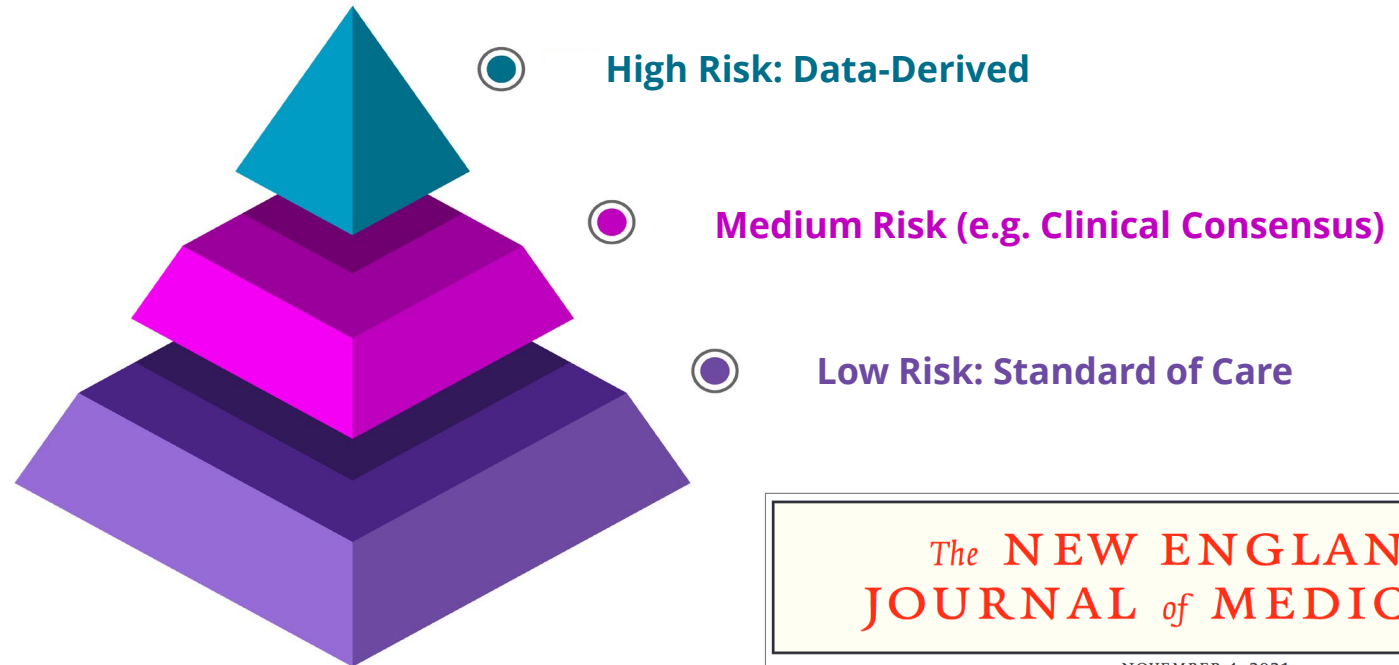 High Risk: Data-Derived
Medium Risk (e.g. Clinical Consensus)
Low Risk: Standard of Care
The NEW ENGLAN
JOURNAL of MEDIC